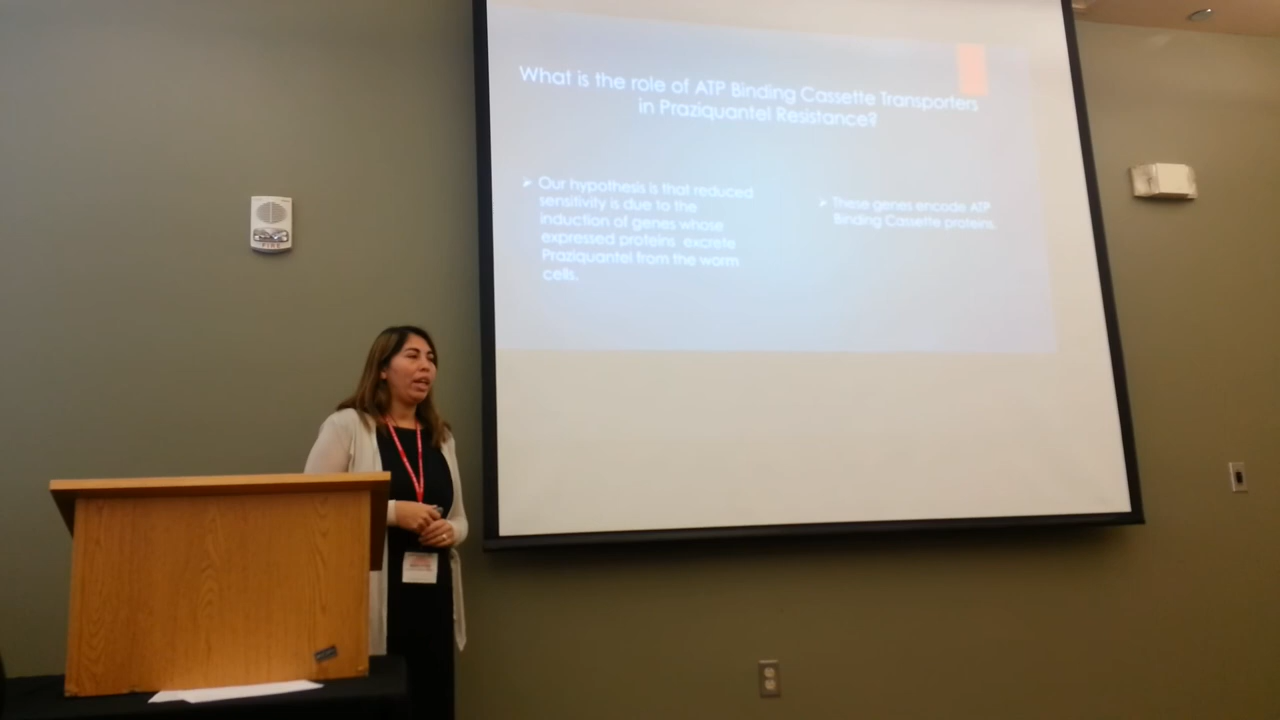 What is the role of ATP Binding Cassette Transporters
in Praziquantel Resistance?
➢ Our hypothesis is that reduced
sensitivity is due to the
induction of genes whose
expressed proteins excrete
Praziquantel from the worm
cells.
➢ These genes encode ATP
Binding Cassette proteins.
FIRE